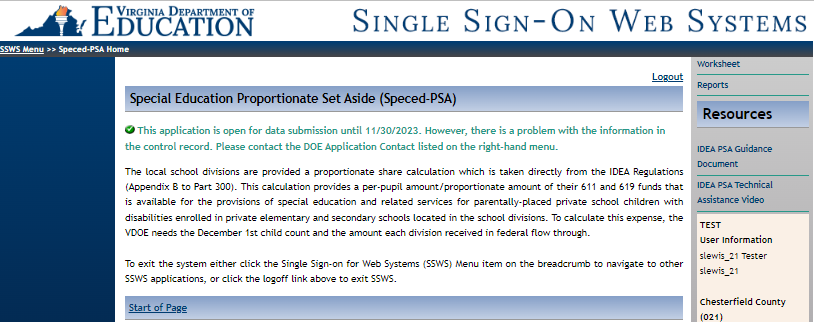 VIRGINIA DEPARTMENT OF
EDUCATION
SINGLE SIGN-ON WEB SYSTEMS
SSWS Menu >> Speced-PSA Home
Logout
Special Education Proportionate Set Aside (Speced-PSA)
This application is open for data submission until 11/30/2023. However, there is a problem with the information in
the control record. Please contact the DOE Application Contact listed on the right-hand menu.
The local school divisions are provided a proportionate share calculation which is taken directly from the IDEA Regulations
(Appendix B to Part 300). This calculation provides a per-pupil amount/proportionate amount of their 611 and 619 funds that
is available for the provisions of special education and related services for parentally-placed private school children with
disabilities enrolled in private elementary and secondary schools located in the school divisions. To calculate this expense, the
VDOE needs the December 1st child count and the amount each division received in federal flow through.
To exit the system either click the Single Sign-on for Web Systems (SSWS) Menu item on the breadcrumb to navigate to other
SSWS applications, or click the logoff link above to exit SSWS.
Start of Page
Worksheet
Reports
Resources
IDEA PSA Guidance
Document
IDEA PSA Technical
Assistance Video
TEST
User Information
slewis_21 Tester
slewis_21
Chesterfield County
(021)